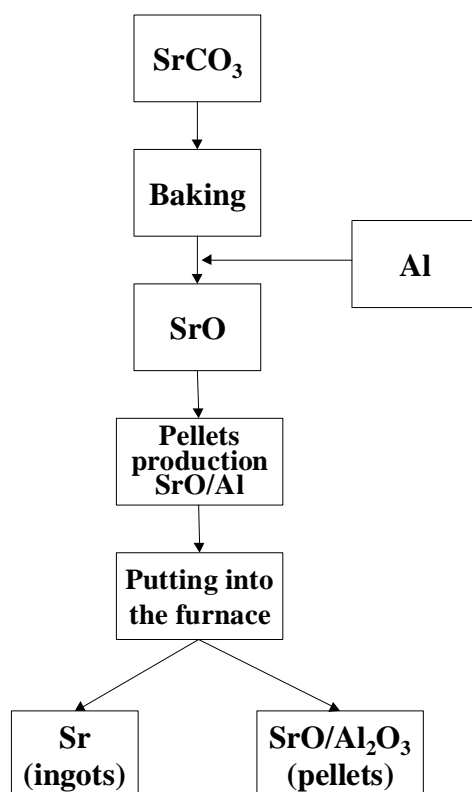 SrCO₃
Baking
Al
SrO
Pellets
production
SrO/Al
Putting into
the furnace
Sr
(ingots)
SrO/Al₂O₃
(pellets)